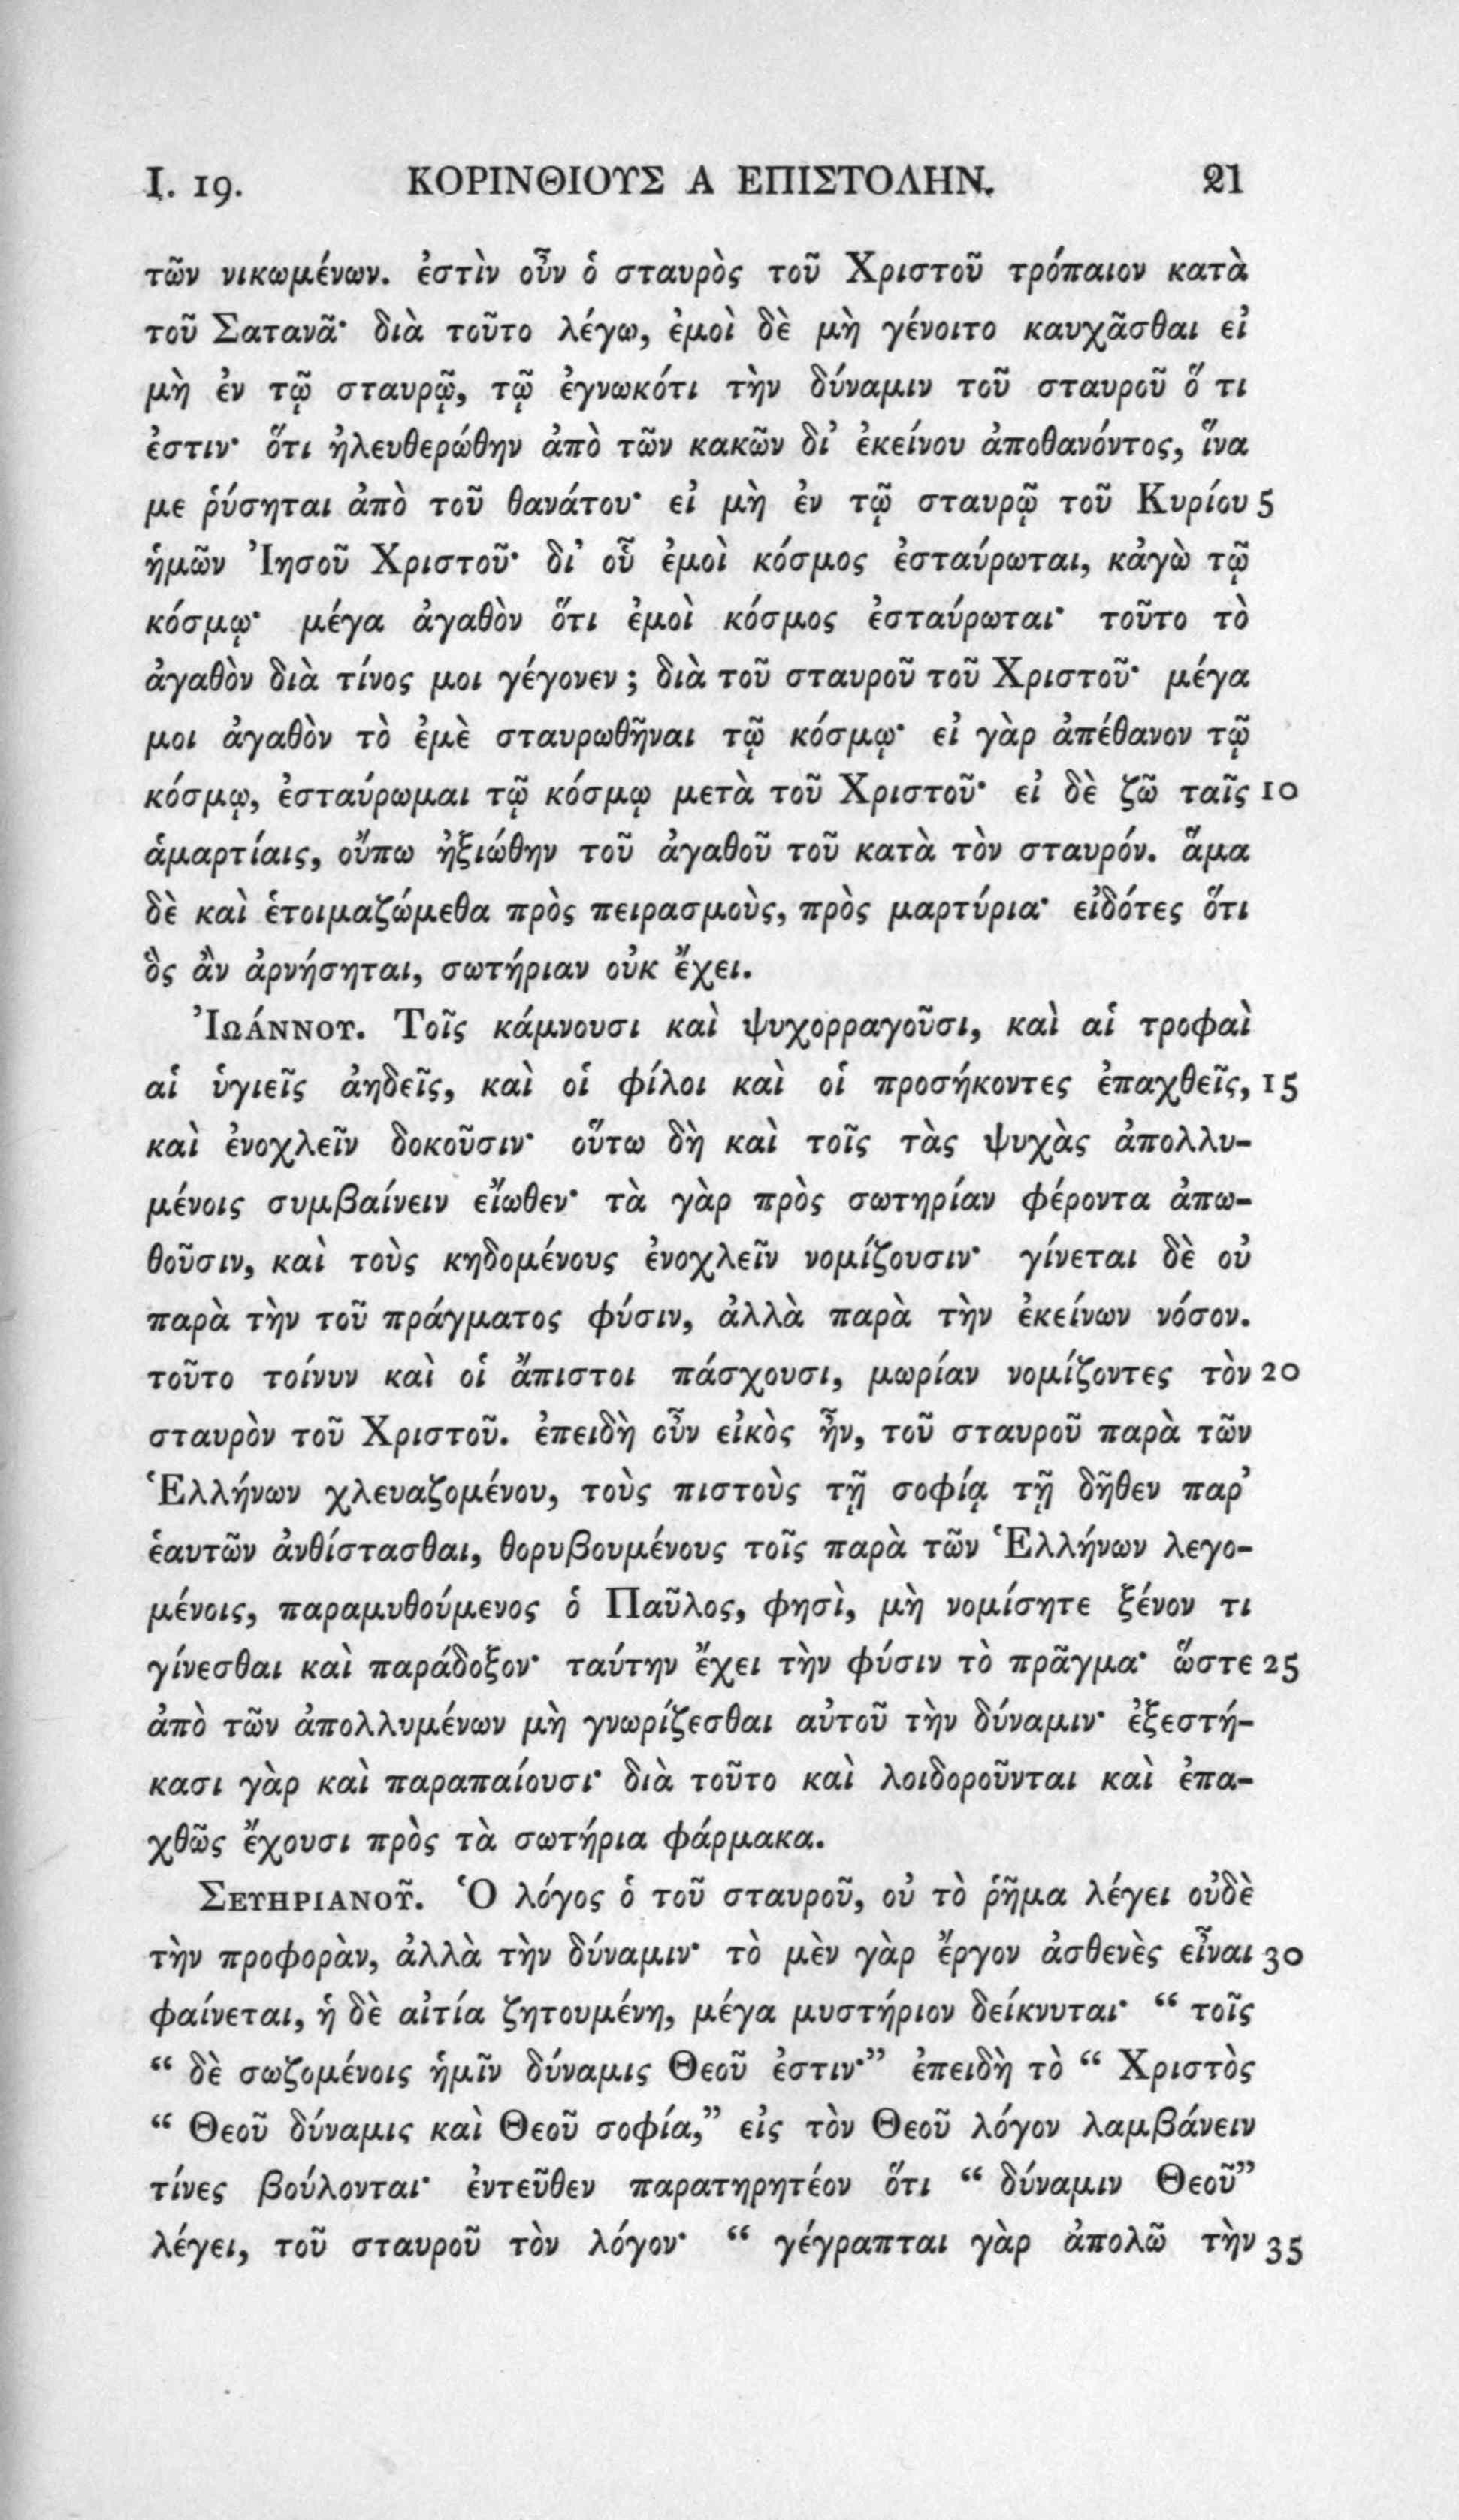 I. 19. ΚΟΡΙΝΘΙΟΥΣ Α ΕΠΙΣΤΟΛΗΝ. 21
τῶν νικωμένων. ἐστὶν οὖν ὁ σταυρὸς τοῦ Χριστοῦ τρόπαιον κατὰ
τοῦ Σατανᾶ· διὰ τοῦτο λέγω, ἐμοὶ δὲ μὴ γένοιτο καυχᾶσθαι εἰ
μὴ ἐν τῷ σταυρῷ, τῷ ἐγνωκότι τὴν δύναμιν τοῦ σταυροῦ ὅ τι
ἐστιν· ὅτι ἠλευθερώθην ἀπὸ τῶν κακῶν δι’ ἐκείνου ἀποθανόντος, ἵνα
με ῥύσηται ἀπὸ τοῦ θανάτου· εἰ μὴ ἐν τῷ σταυρῷ τοῦ Κυρίου 5
ἡμῶν Ἰησοῦ Χριστοῦ· δι’ οὗ ἐμοὶ κόσμος ἐσταύρωται, κἀγὼ τῷ
κόσμῳ· μέγα ἀγαθὸν ὅτι ἐμοὶ κόσμος ἐσταύρωται· τοῦτο τὸ
ἀγαθὸν διὰ τίνος μοι γέγονεν ; διὰ τοῦ σταυροῦ τοῦ Χριστοῦ· μέγα
μοι ἀγαθὸν τὸ ἐμὲ σταυρωθῆναι τῷ κόσμῳ· εἰ γὰρ ἀπέθανον τῷ
κόσμῳ, ἐσταύρωμαι τῷ κόσμῳ μετὰ τοῦ Χριστοῦ· εἰ δὲ ζῶ ταῖς 10
ἁμαρτίαις, οὔπω ἠξιώθην τοῦ ἀγαθοῦ τοῦ κατὰ τὸν σταυρόν. ἅμα
δὲ καὶ ἑτοιμαζώμεθα πρὸς πειρασμοὺς, πρὸς μαρτύρια· εἰδότες ὅτι
ὃς ἂν ἀρνήσηται, σωτήριαν οὐκ ἔχει.
Ἰωάννου. Τοῖς κάμνουσι καὶ ψυχορραγοῦσι, καὶ αἱ τροφαὶ
αἱ ὑγιεῖς ἀηδεῖς, καὶ οἱ φίλοι καὶ οἱ προσήκοντες ἐπαχθεῖς, 15
καὶ ἐνοχλεῖν δοκοῦσιν· οὕτω δὴ καὶ τοῖς τὰς ψυχὰς ἀπολλυ-
μένοις συμβαίνειν εἴωθεν· τὰ γὰρ πρὸς σωτηρίαν φέροντα ἀπω-
θοῦσιν, καὶ τοὺς κηδομένους ἐνοχλεῖν νομίζουσιν· γίνεται δὲ οὐ
παρὰ τὴν τοῦ πράγματος φύσιν, ἀλλὰ παρὰ τὴν ἐκείνων νόσον.
τοῦτο τοίνυν καὶ οἱ ἄπιστοι πάσχουσι, μωρίαν νομίζοντες τὸν 20
σταυρὸν τοῦ Χριστοῦ. ἐπειδὴ οὖν εἰκὸς ἦν, τοῦ σταυροῦ παρὰ τῶν
Ἑλλήνων χλευαζομένου, τοὺς πιστοὺς τῇ σοφίᾳ τῇ δῆθεν παρ’
ἑαυτῶν ἀνθίστασθαι, θορυβουμένους τοῖς παρὰ τῶν Ἑλλήνων λεγο-
μένοις, παραμυθούμενος ὁ Παῦλος, φησὶ, μὴ νομίσητε ξένον τι
γίνεσθαι καὶ παράδοξον· ταύτην ἔχει τὴν φύσιν τὸ πρᾶγμα· ὥστε 25
ἀπὸ τῶν ἀπολλυμένων μὴ γνωρίζεσθαι αὐτοῦ τὴν δύναμιν· ἐξεστή-
κασι γὰρ καὶ παραπαίουσι· διὰ τοῦτο καὶ λοιδοροῦνται καὶ ἐπα-
χθῶς ἔχουσι πρὸς τὰ σωτήρια φάρμακα.
Σευηριανοῦ. Ὁ λόγος ὁ τοῦ σταυροῦ, οὐ τὸ ῥῆμα λέγει οὐδὲ
τὴν προφορὰν, ἀλλὰ τὴν δύναμιν· τὸ μὲν γὰρ ἔργον ἀσθενὲς εἶναι 30
φαίνεται, ἡ δὲ αἰτία ζητουμένη, μέγα μυστήριον δείκνυται· “ τοῖς
“ δὲ σωζομένοις ἡμῖν δύναμις Θεοῦ ἐστιν·” ἐπειδὴ τὸ “ Χριστὸς
“ Θεοῦ δύναμις καὶ Θεοῦ σοφία,” εἰς τὸν Θεοῦ λόγον λαμβάνειν
τίνες βούλονται· ἐντεῦθεν παρατηρητέον ὅτι “ δύναμιν Θεοῦ”
λέγει, τοῦ σταυροῦ τὸν λόγον· “ γέγραπται γὰρ ἀπολῶ τὴν 35